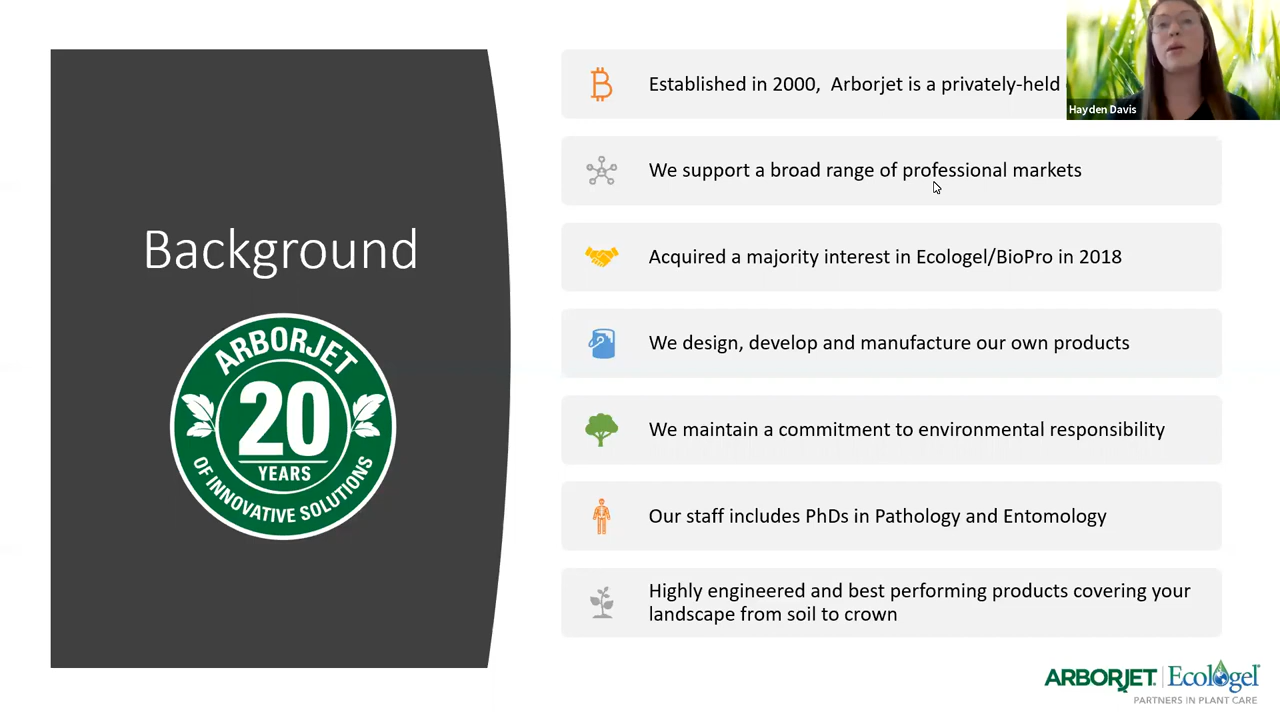 Established in 2000, Arborjet is a privately-held
Hayden Davis
We support a broad range of professional markets
Background
Acquired a majority interest in Ecologel/BioPro in 2018
ARBORJET
20
YEARS
OF INNOVATIVE SOLUTIONS
We design, develop and manufacture our own products
We maintain a commitment to environmental responsibility
Our staff includes PhDs in Pathology and Entomology
Highly engineered and best performing products covering your
landscape from soil to crown
ARBORJET | Ecologel
PARTNERS IN PLANT CARE